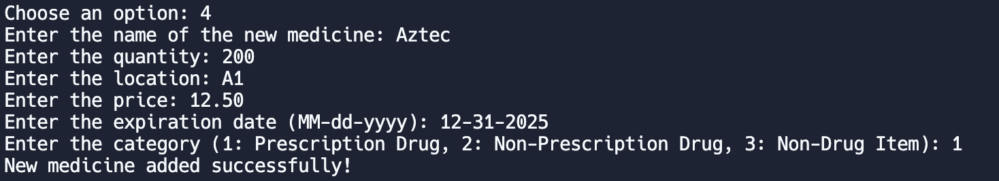 Choose an option: 4
Enter the name of the new medicine: Aztec
Enter the quantity: 200
Enter the location: A1
Enter the price: 12.50
Enter the expiration date (MM-dd-yyyy): 12-31-2025
Enter the category (1: Prescription Drug, 2: Non-Prescription Drug, 3: Non-Drug Item): 1
New medicine added successfully!